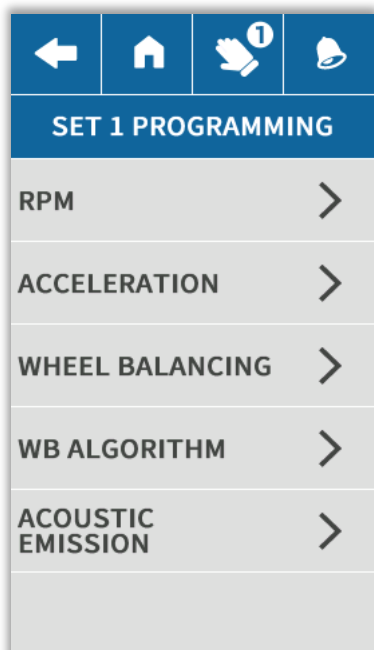 1
SET 1 PROGRAMMING
RPM
ACCELERATION
WHEEL BALANCING
WB ALGORITHM
ACOUSTIC
EMISSION